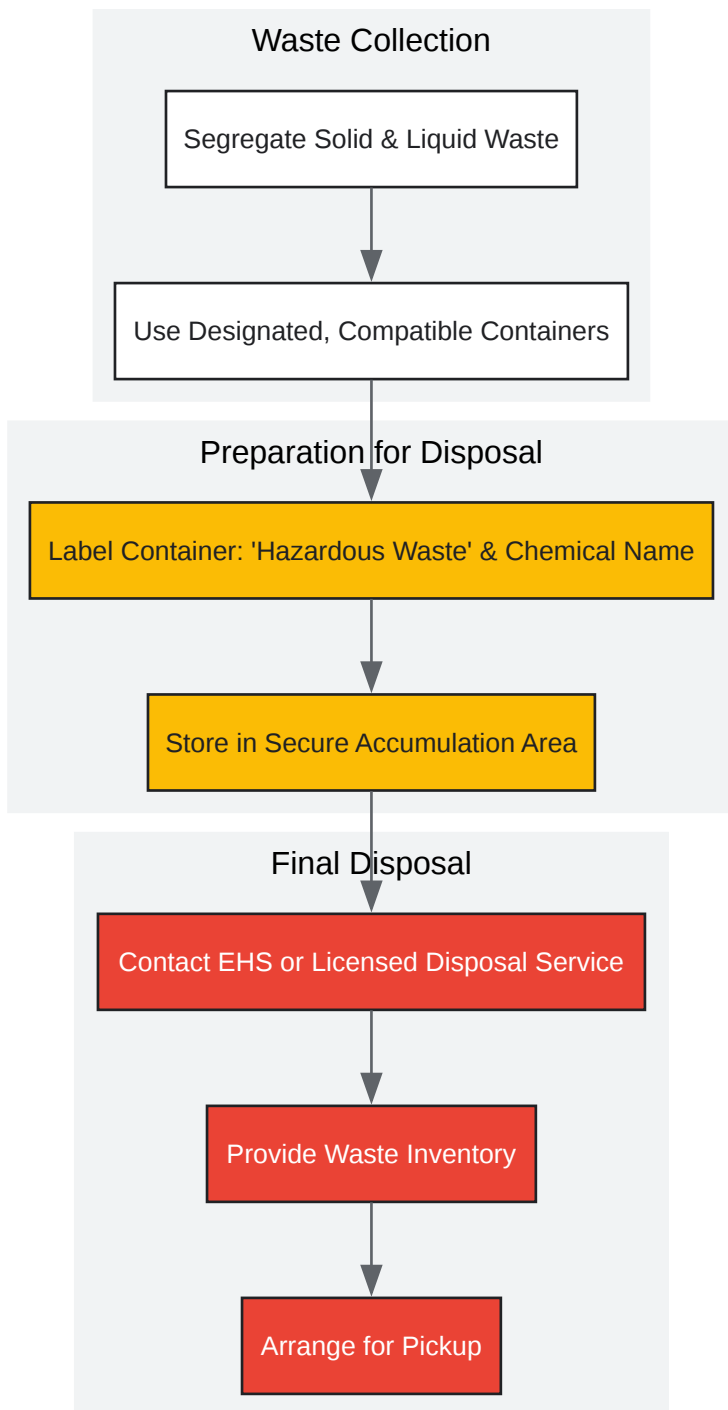 Waste Collection
Segregate Solid & Liquid Waste
Use Designated, Compatible Containers
Preparation for Disposal
Label Container: 'Hazardous Waste' & Chemical Name
Store in Secure Accumulation Area
Final Disposal
Contact EHS or Licensed Disposal Service
Provide Waste Inventory
Arrange for Pickup